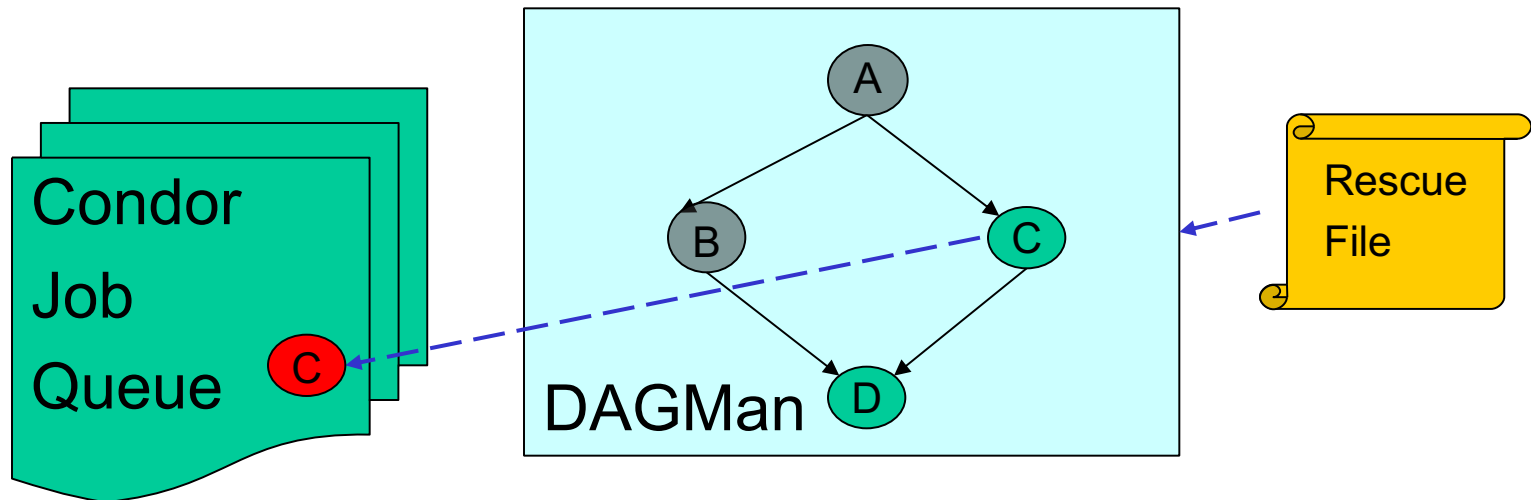 Condor
Job
Queue
C
A
B
C
D
DAGMan
Rescue
File